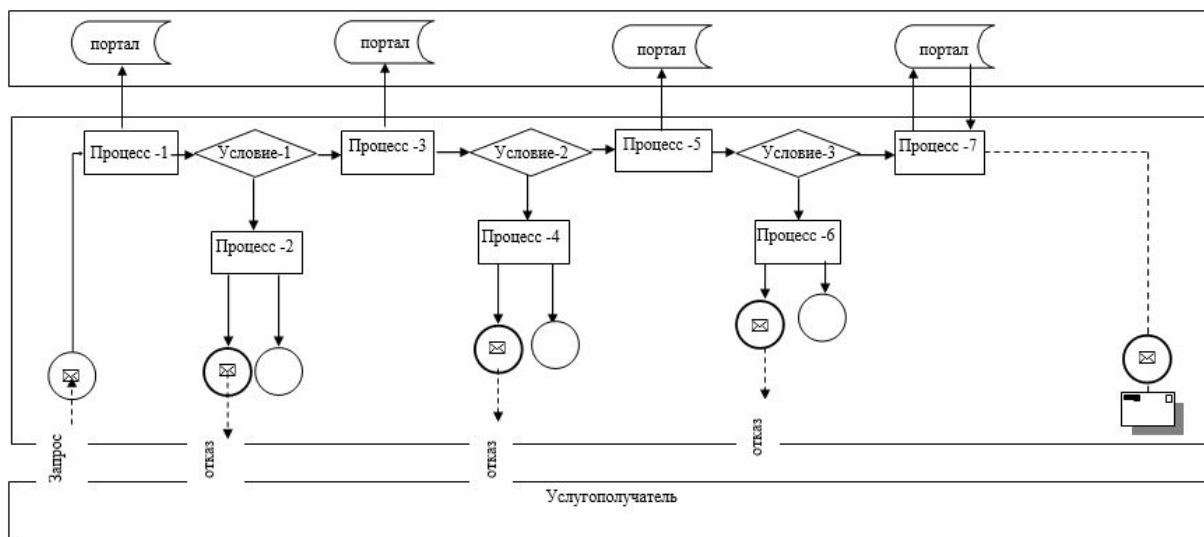 портал
портал
портал
портал
Процесс -1
Условие-1
Процесс -3
Условие-2
Процесс -5
Условие-3
Процесс -7
Процесс -2
Процесс -4
Процесс -6
Запрос
отказ
отказ
отказ
Услугополучатель